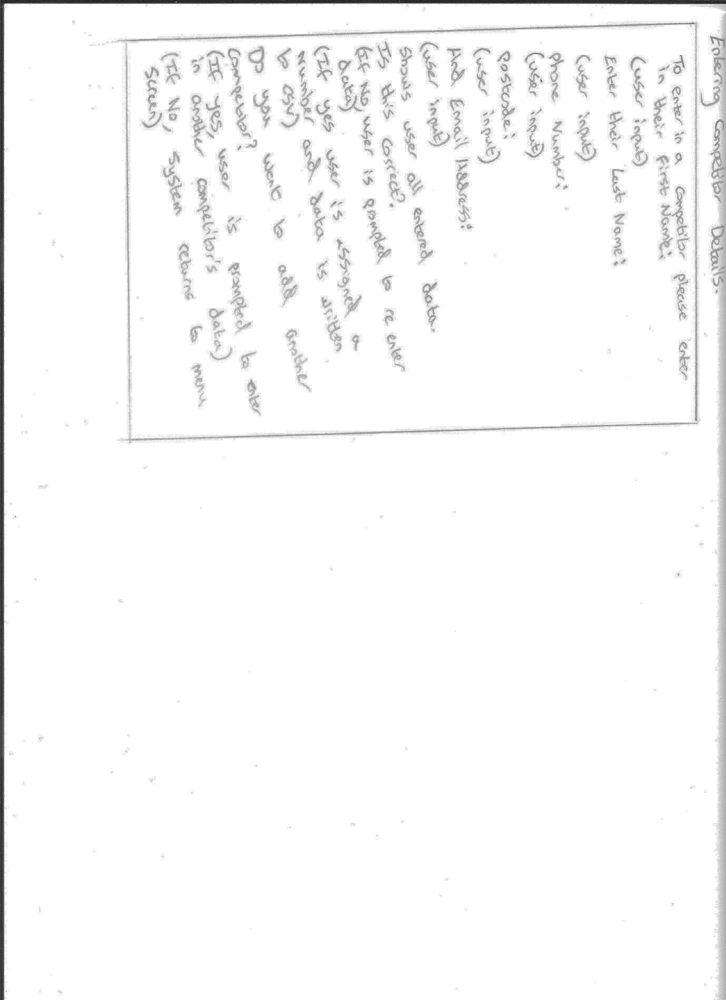 Entering Competitor Details.
To enter in a competitor please enter
in their First Name:
(user input)
Enter their Last Name:
(user input)
Phone Number:
(user input)
Postcode:
(user input)
And Email Address:
(user input)
Shows user all entered data.
Is this Correct?
(If No, user is prompted to re enter
data)
(If yes user is assigned a
Number and data is written
to csv)
Do you want to add another
Competitor?
(If yes, user is prompted to enter
in another competitor's data)
(If No, System returns to menu
Screen)